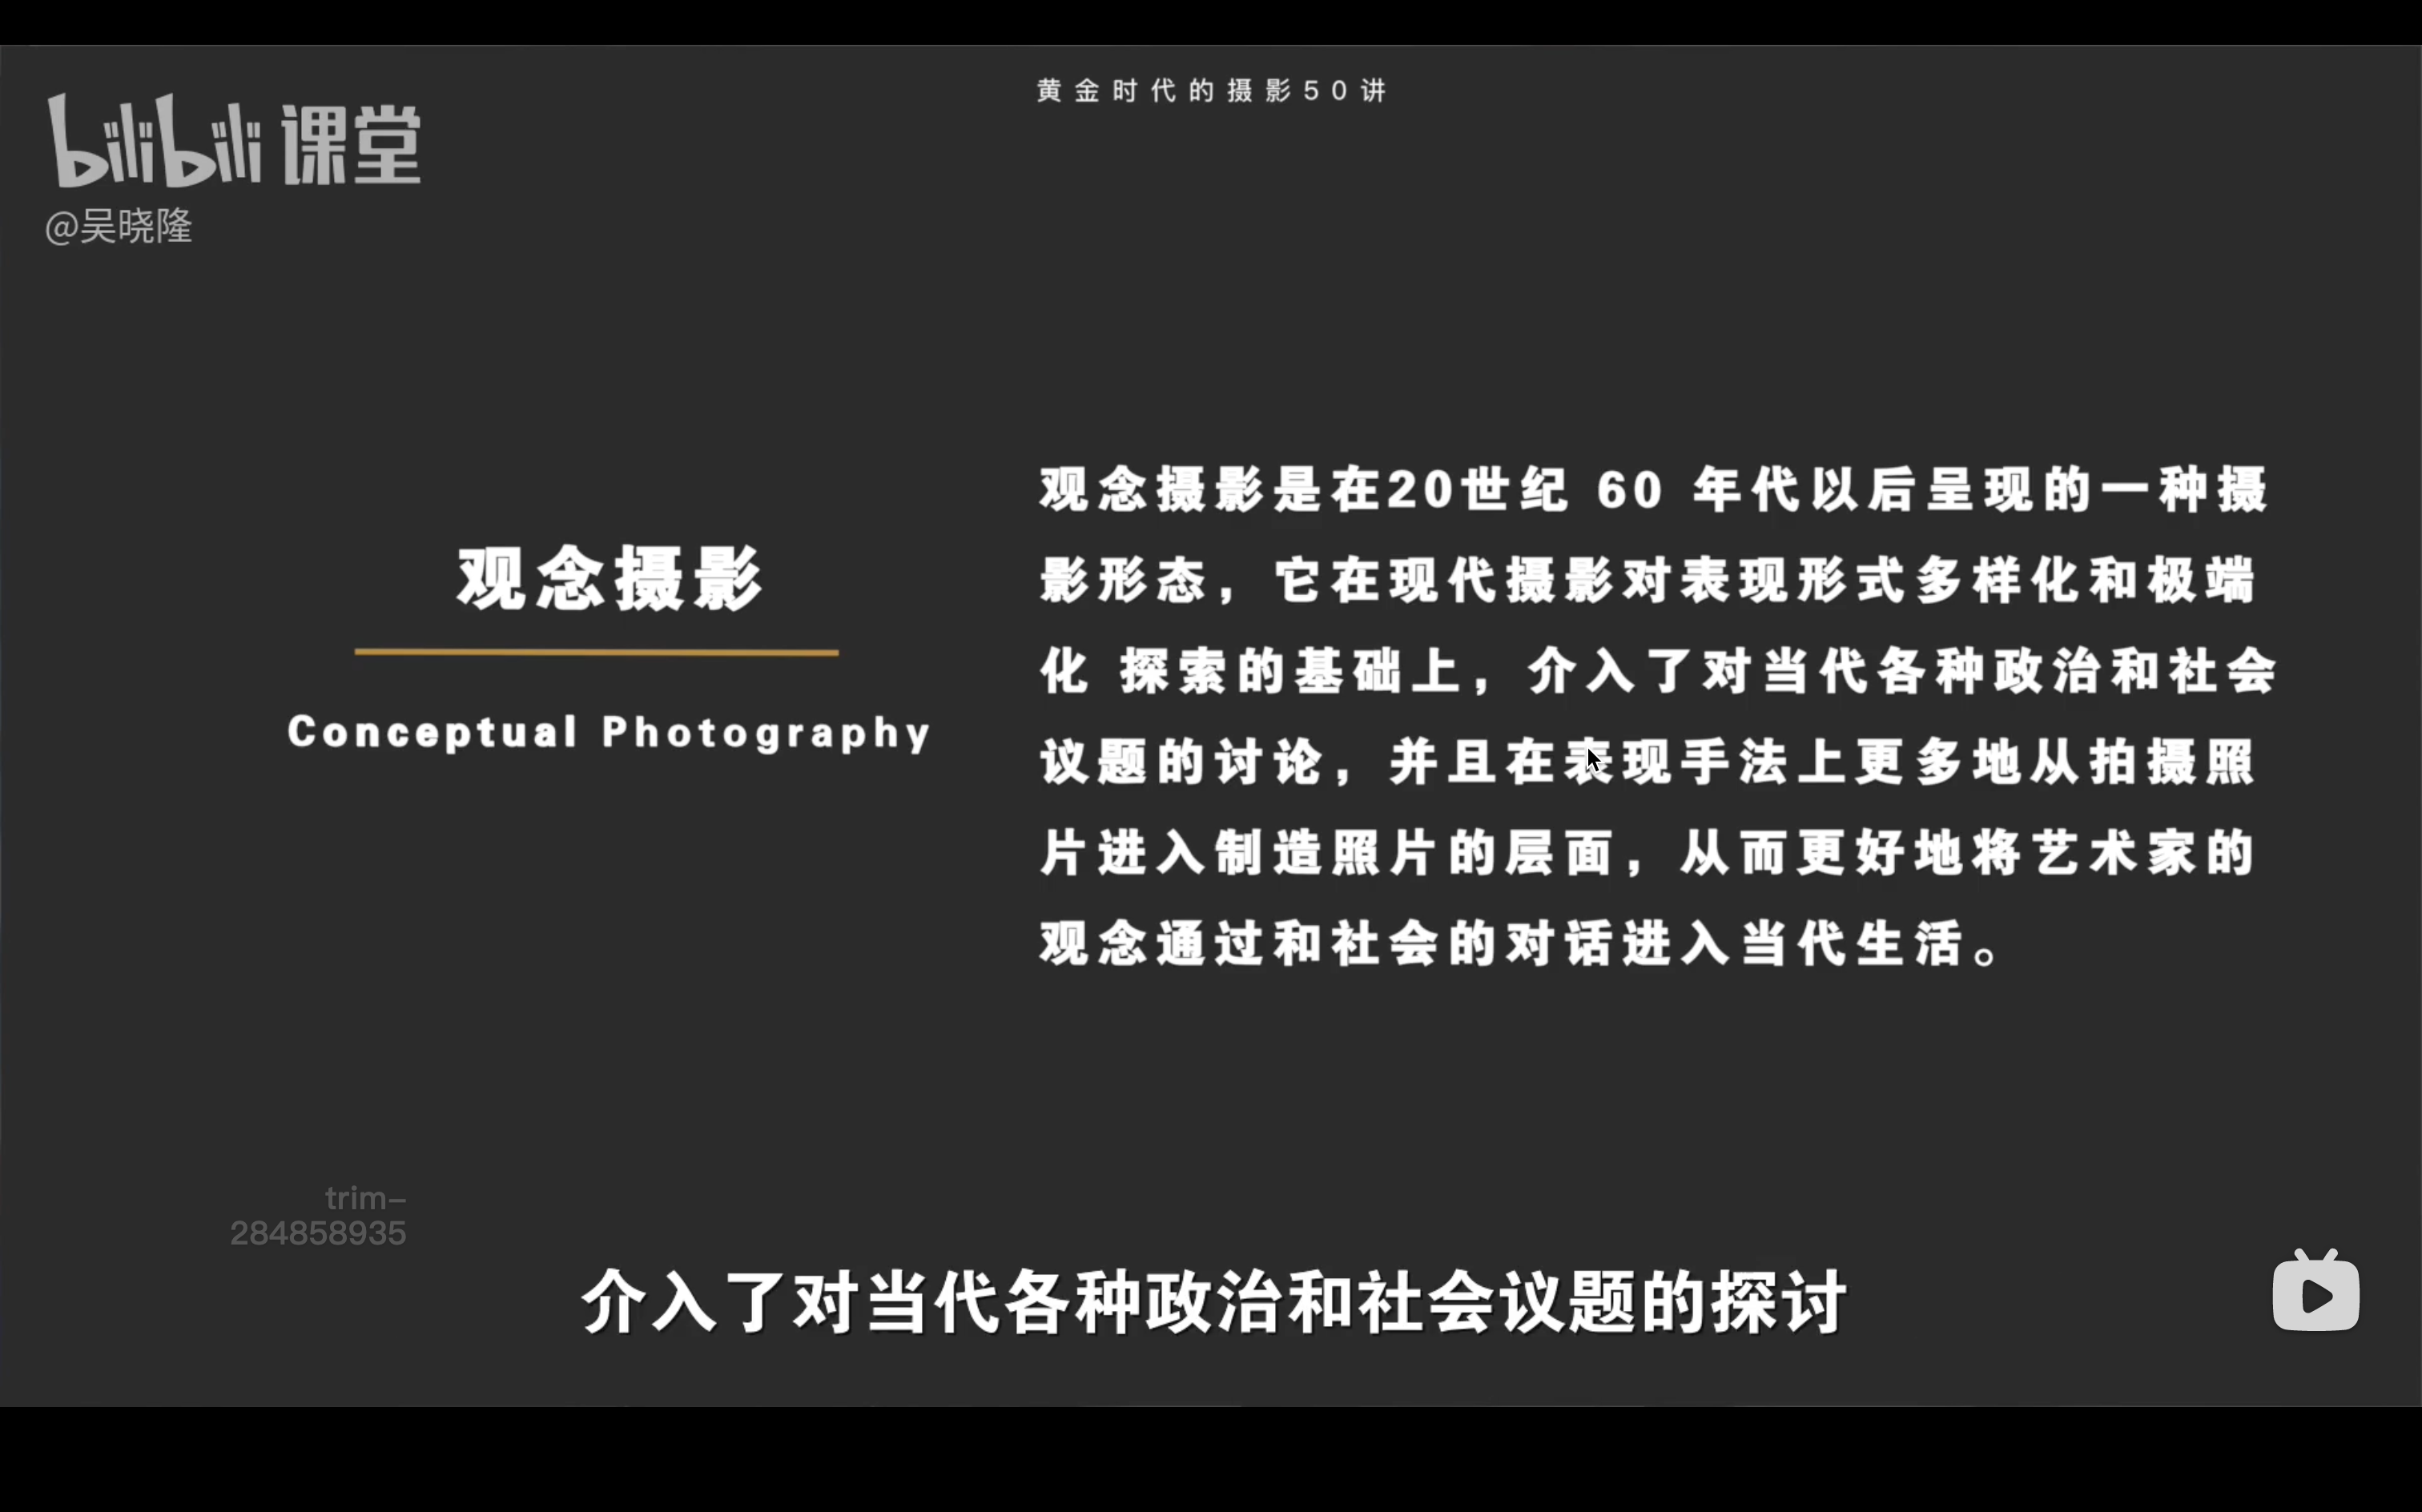 黄金时代的摄影50讲
bilibili 课堂
@吴晓隆
观念摄影
Conceptual Photography
观念摄影是在20世纪 60 年代以后呈现的一种摄
影形态，它在现代摄影对表现形式多样化和极端
化 探索的基础上，介入了对当代各种政治和社会
议题的讨论，并且在表现手法上更多地从拍摄照
片进入制造照片的层面，从而更好地将艺术家的
观念通过和社会的对话进入当代生活。
trim-
284858935
介入了对当代各种政治和社会议题的探讨